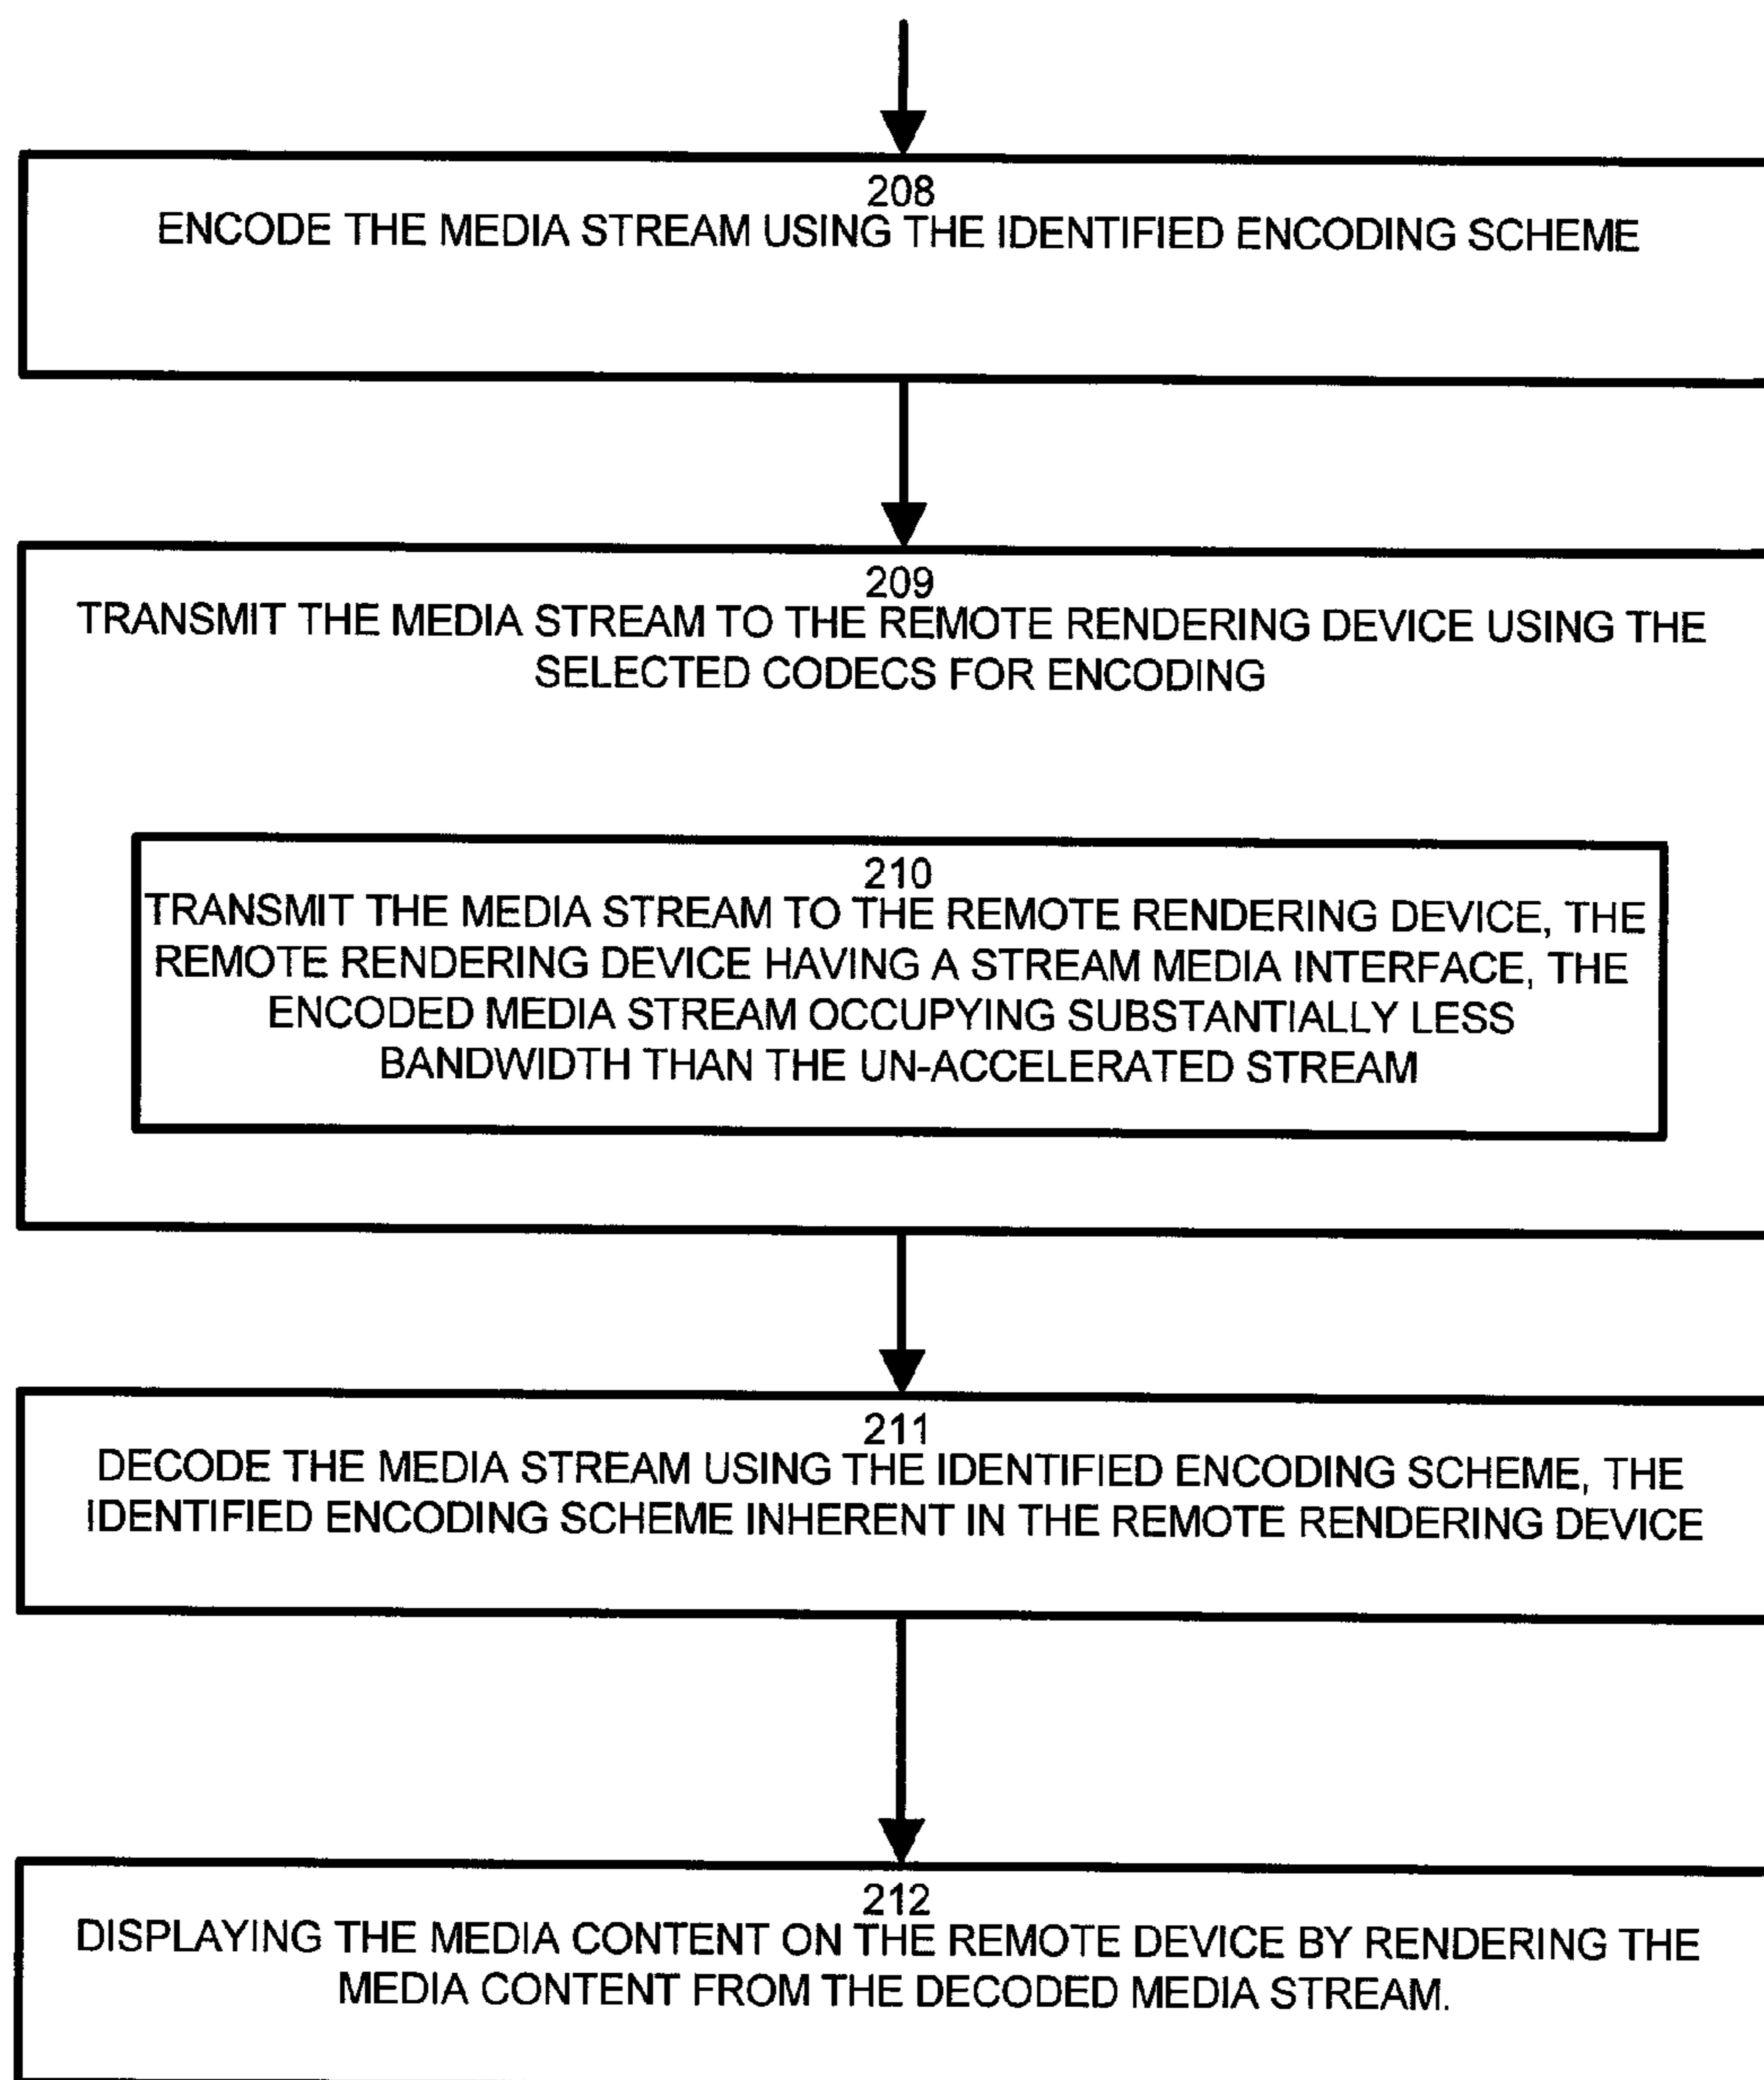 208
ENCODE THE MEDIA STREAM USING THE IDENTIFIED ENCODING SCHEME
209
TRANSMIT THE MEDIA STREAM TO THE REMOTE RENDERING DEVICE USING THE
SELECTED CODECS FOR ENCODING
210
TRANSMIT THE MEDIA STREAM TO THE REMOTE RENDERING DEVICE, THE
REMOTE RENDERING DEVICE HAVING A STREAM MEDIA INTERFACE, THE
ENCODED MEDIA STREAM OCCUPYING SUBSTANTIALLY LESS
BANDWIDTH THAN THE UN-ACCELERATED STREAM
211
DECODE THE MEDIA STREAM USING THE IDENTIFIED ENCODING SCHEME, THE
IDENTIFIED ENCODING SCHEME INHERENT IN THE REMOTE RENDERING DEVICE
212
DISPLAYING THE MEDIA CONTENT ON THE REMOTE DEVICE BY RENDERING THE
MEDIA CONTENT FROM THE DECODED MEDIA STREAM.